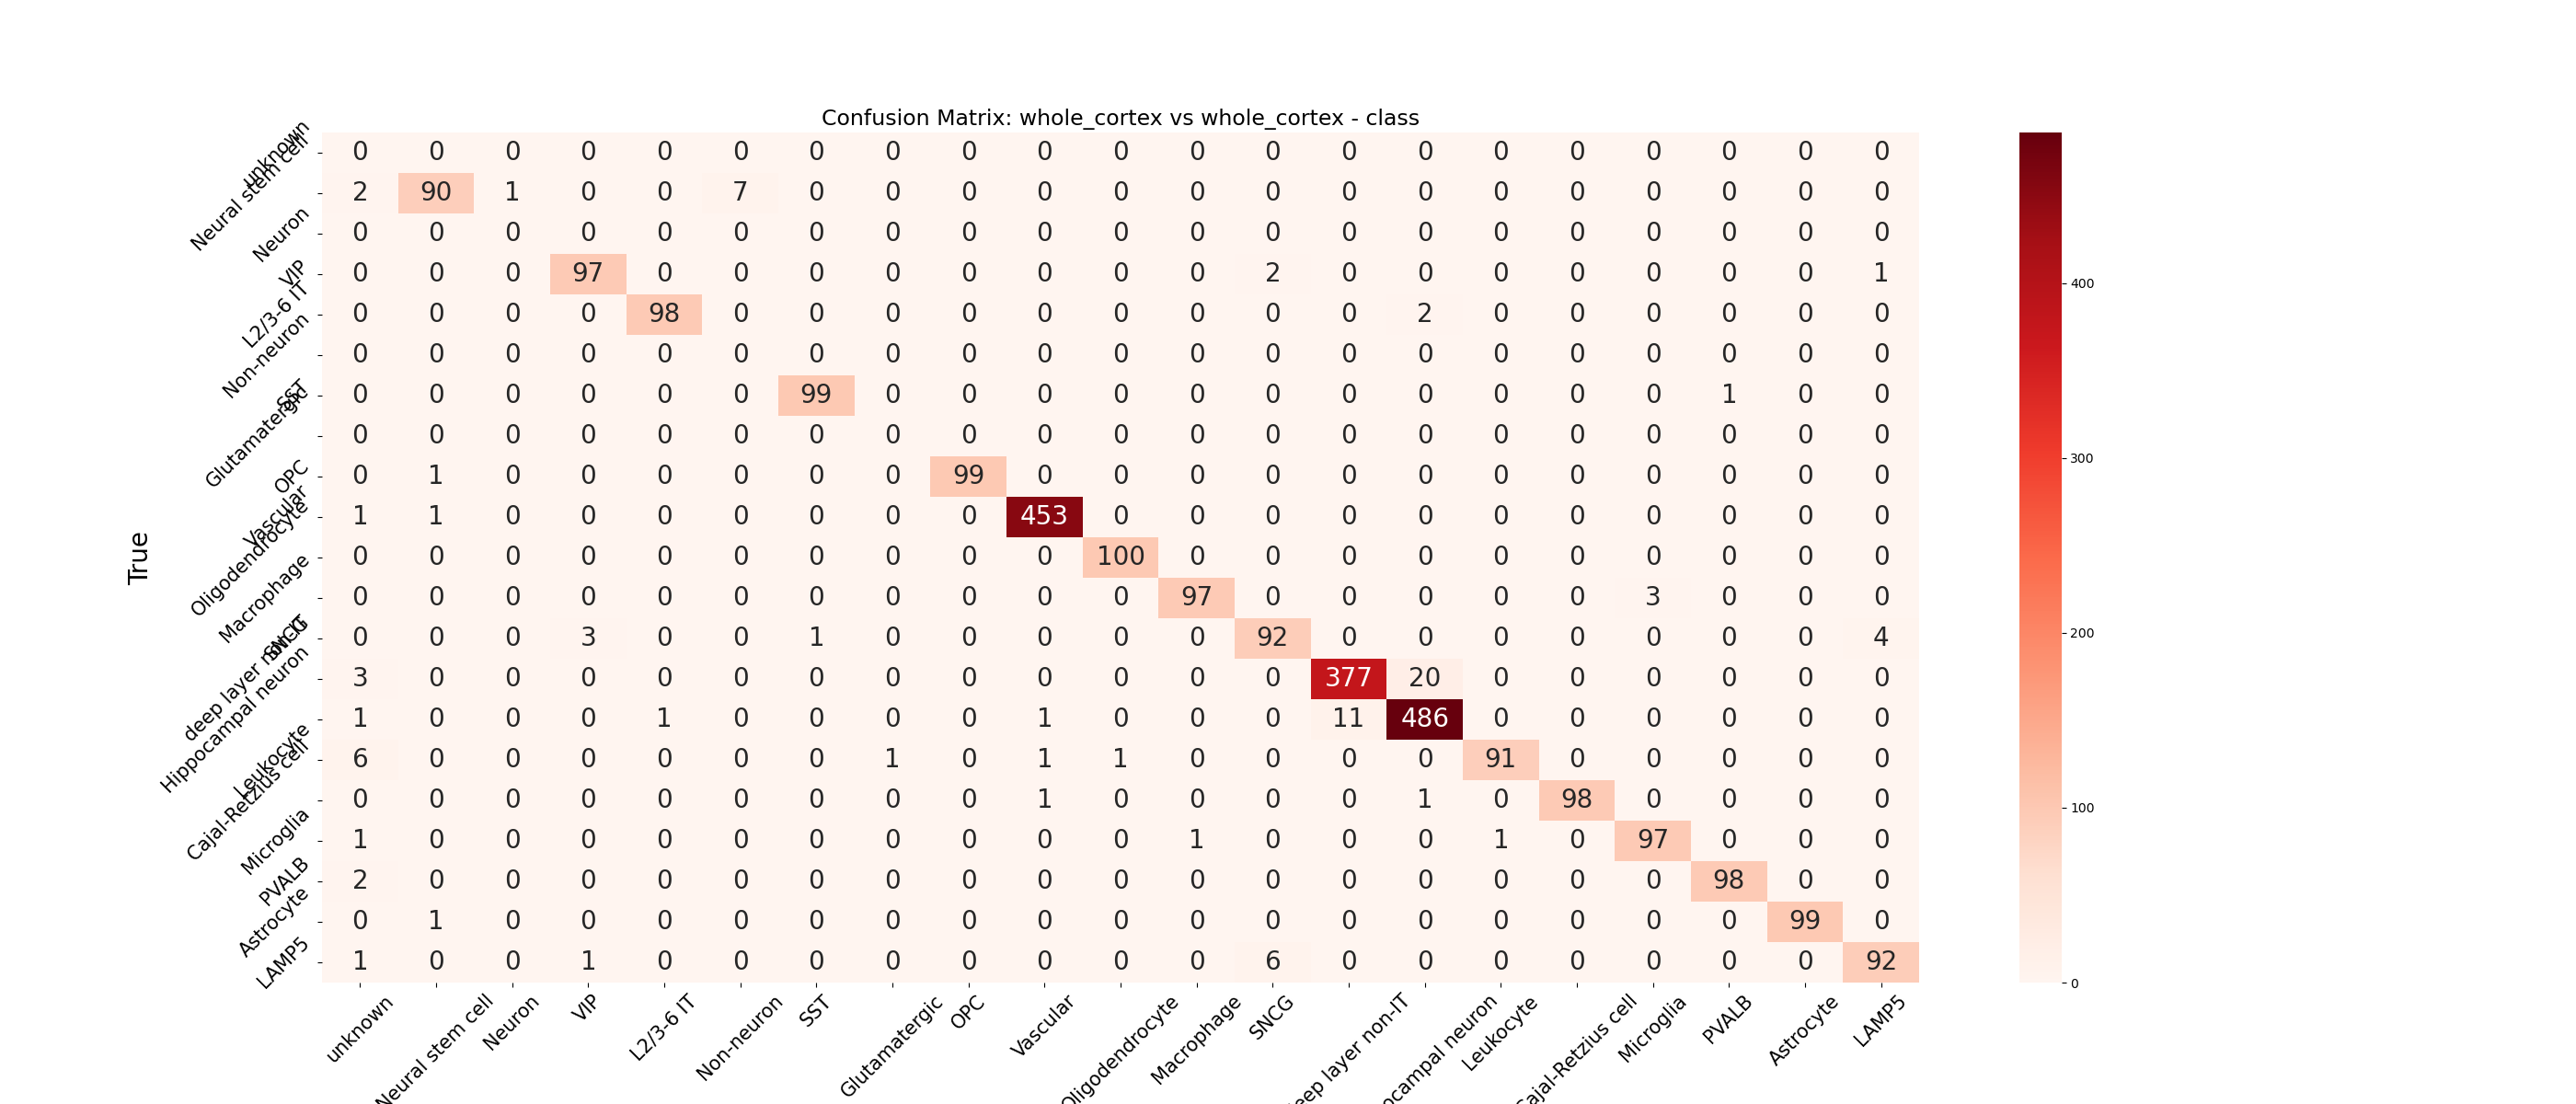 Confusion Matrix: whole_cortex vs whole_cortex - class
True
unknown 0 0 0 0 0 0 0 0 0 0 0 0 0 0 0 0 0 0 0 0 0
Neural stem cell 2 90 1 0 0 7 0 0 0 0 0 0 0 0 0 0 0 0 0 0 0
Neuron 0 0 0 0 0 0 0 0 0 0 0 0 0 0 0 0 0 0 0 0 0
VIP 0 0 0 97 0 0 0 0 0 0 0 0 2 0 0 0 0 0 0 0 1
L2/3-6 IT 0 0 0 0 98 0 0 0 0 0 0 0 0 0 2 0 0 0 0 0 0
Non-neuron 0 0 0 0 0 0 0 0 0 0 0 0 0 0 0 0 0 0 0 0 0
SST 0 0 0 0 0 0 99 0 0 0 0 0 0 0 0 0 0 0 1 0 0
Glutamatergic 0 0 0 0 0 0 0 0 0 0 0 0 0 0 0 0 0 0 0 0 0
OPC 0 1 0 0 0 0 0 0 99 0 0 0 0 0 0 0 0 0 0 0 0
Vascular 1 1 0 0 0 0 0 0 0 453 0 0 0 0 0 0 0 0 0 0 0
Oligodendrocyte 0 0 0 0 0 0 0 0 0 0 100 0 0 0 0 0 0 0 0 0 0
Macrophage 0 0 0 0 0 0 0 0 0 0 0 97 0 0 0 0 0 3 0 0 0
SNCG 0 0 0 3 0 0 1 0 0 0 0 0 92 0 0 0 0 0 0 0 4
deep layer non-IT 3 0 0 0 0 0 0 0 0 0 0 0 0 377 20 0 0 0 0 0 0
Hippocampal neuron 1 0 0 0 1 0 0 0 0 1 0 0 0 11 486 0 0 0 0 0 0
Leukocyte 6 0 0 0 0 0 0 1 0 1 1 0 0 0 0 91 0 0 0 0 0
Cajal-Retzius cell 0 0 0 0 0 0 0 0 0 1 0 0 0 0 1 0 98 0 0 0 0
Microglia 1 0 0 0 0 0 0 0 0 0 0 1 0 0 0 1 0 97 0 0 0
PVALB 2 0 0 0 0 0 0 0 0 0 0 0 0 0 0 0 0 0 98 0 0
Astrocyte 0 1 0 0 0 0 0 0 0 0 0 0 0 0 0 0 0 0 0 99 0
LAMP5 1 0 0 1 0 0 0 0 0 0 0 0 6 0 0 0 0 0 0 0 92
unknown Neural stem cell Neuron VIP L2/3-6 IT Non-neuron SST Glutamatergic OPC Vascular Oligodendrocyte Macrophage SNCG eep layer non-IT ocampal neuron Leukocyte Cajal-Retzius cell Microglia PVALB Astrocyte LAMP5
400
300
200
100
0